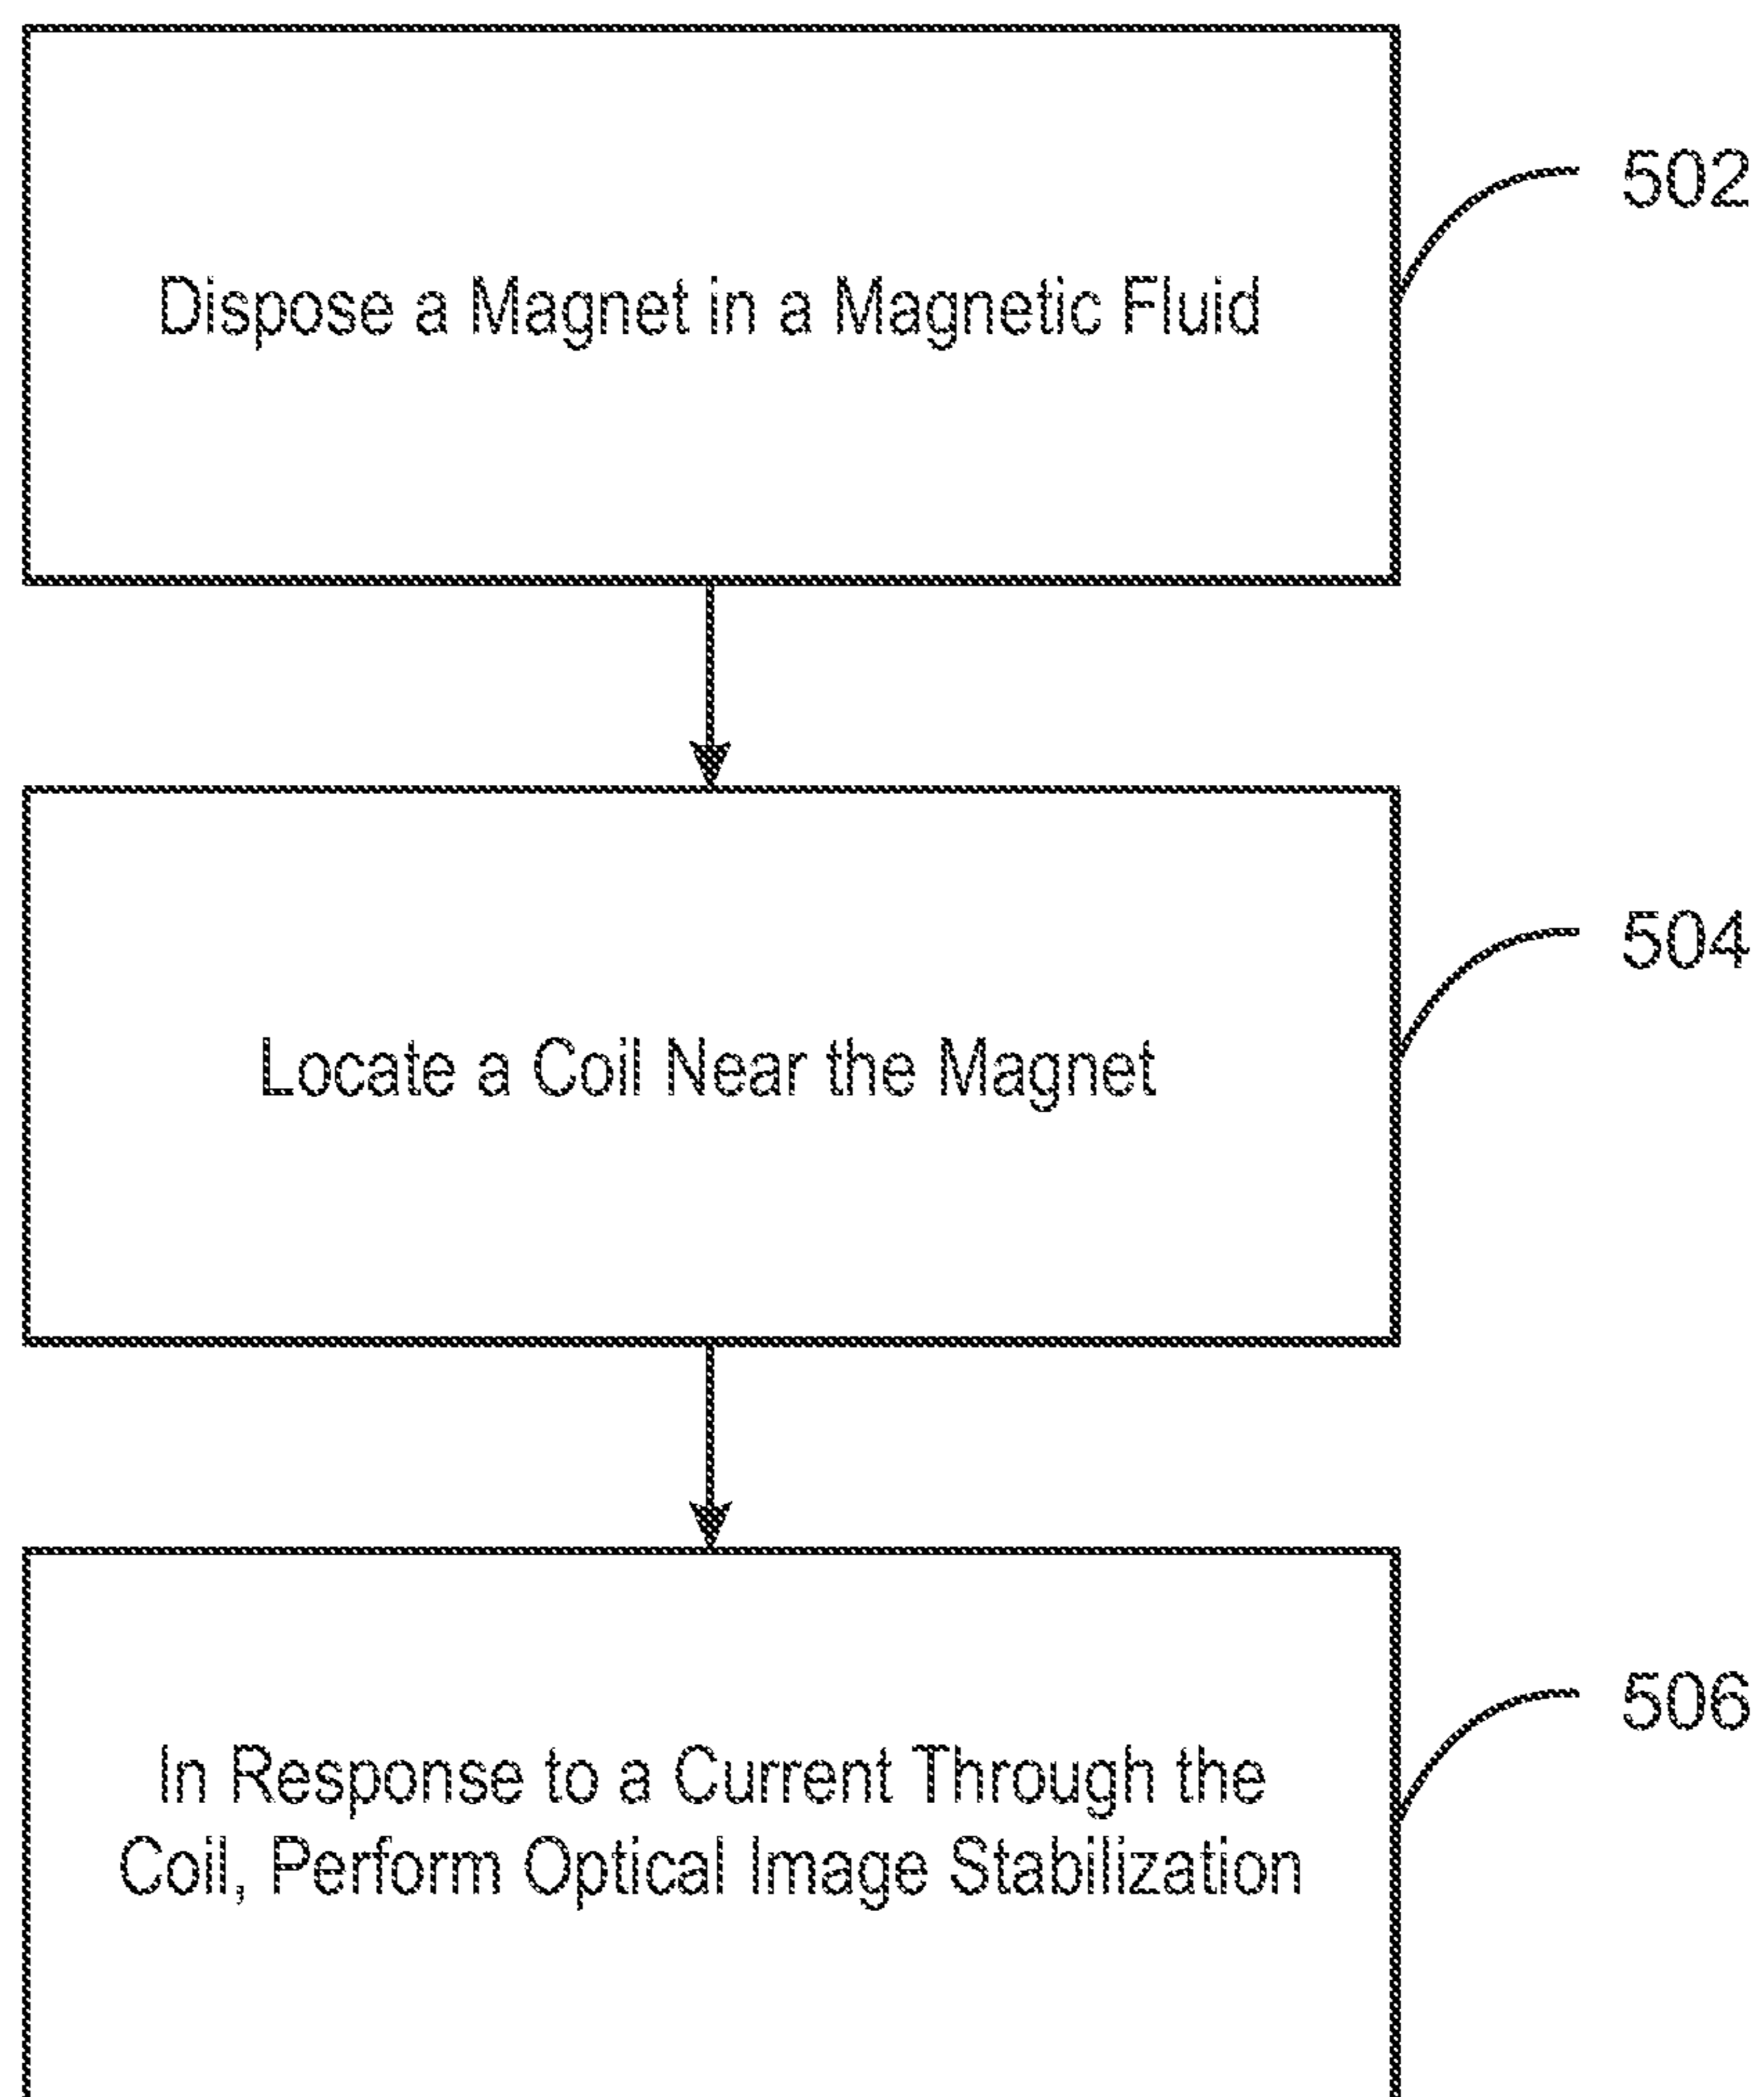 502
Dispose a Magnet in a Magnetic Fluid
504
Locate a Coil Near the Magnet
506
In Response to a Current Through the
Coil, Perform Optical Image Stabilization